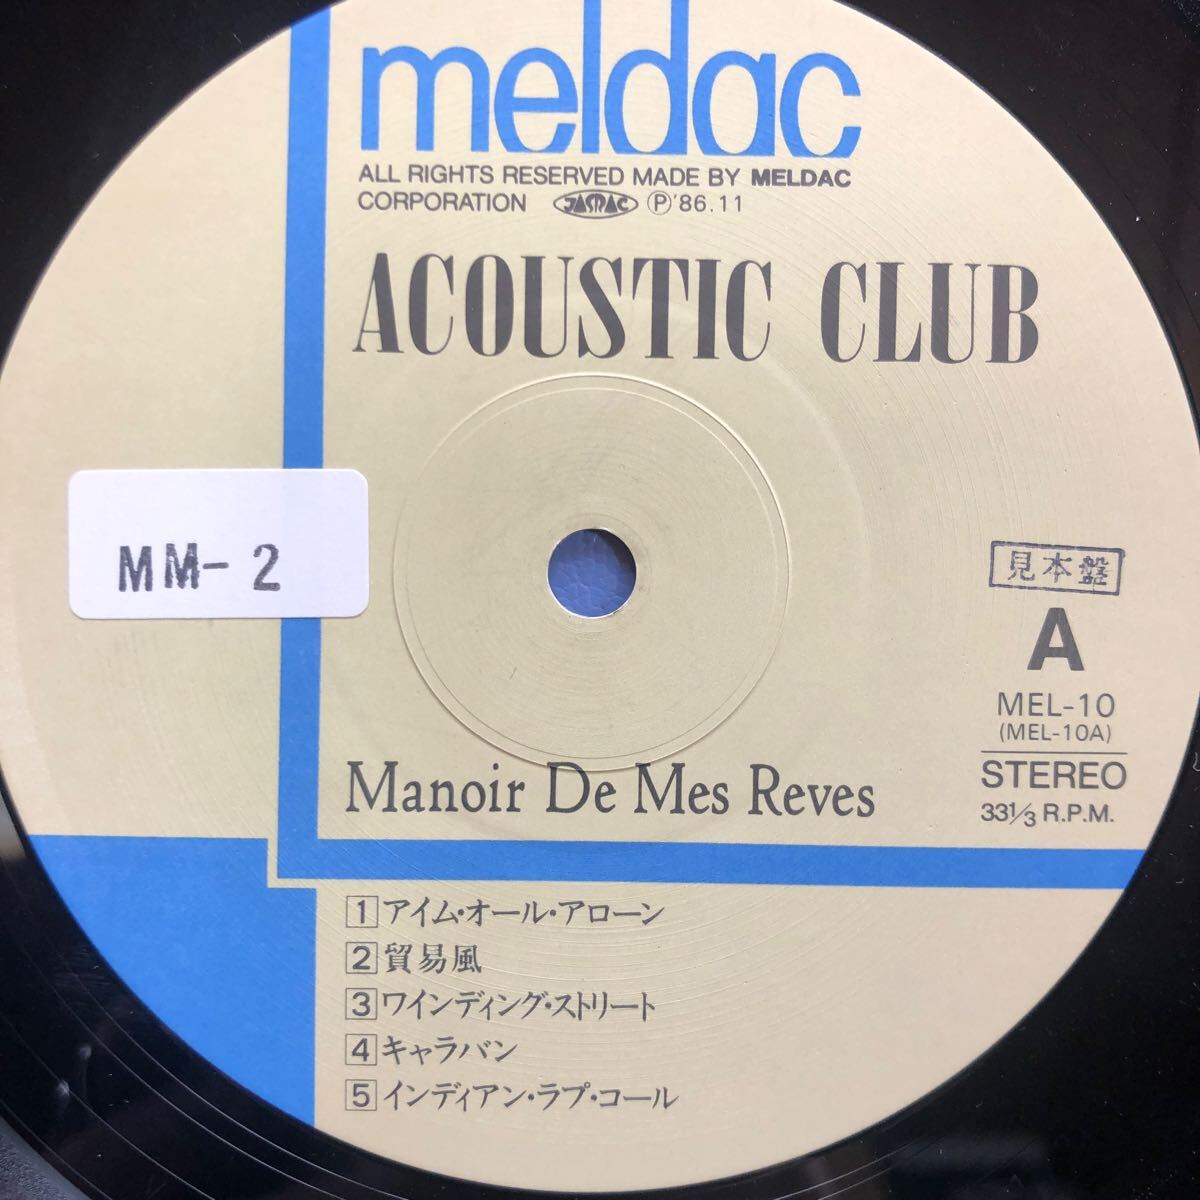 meldac
ALL RIGHTS RESERVED MADE BY MELDAC
CORPORATION JASRAC Ⓟ'86.11
ACOUSTIC CLUB
MM-2
見本盤
A
MEL-10
(MEL-10A)
STEREO
33 1/3 R.P.M.
Manoir De Mes Reves
1 アイム・オール・アローン
2 貿易風
3 ワインディング・ストリート
4 キャラバン
5 インディアン・ラブ・コール